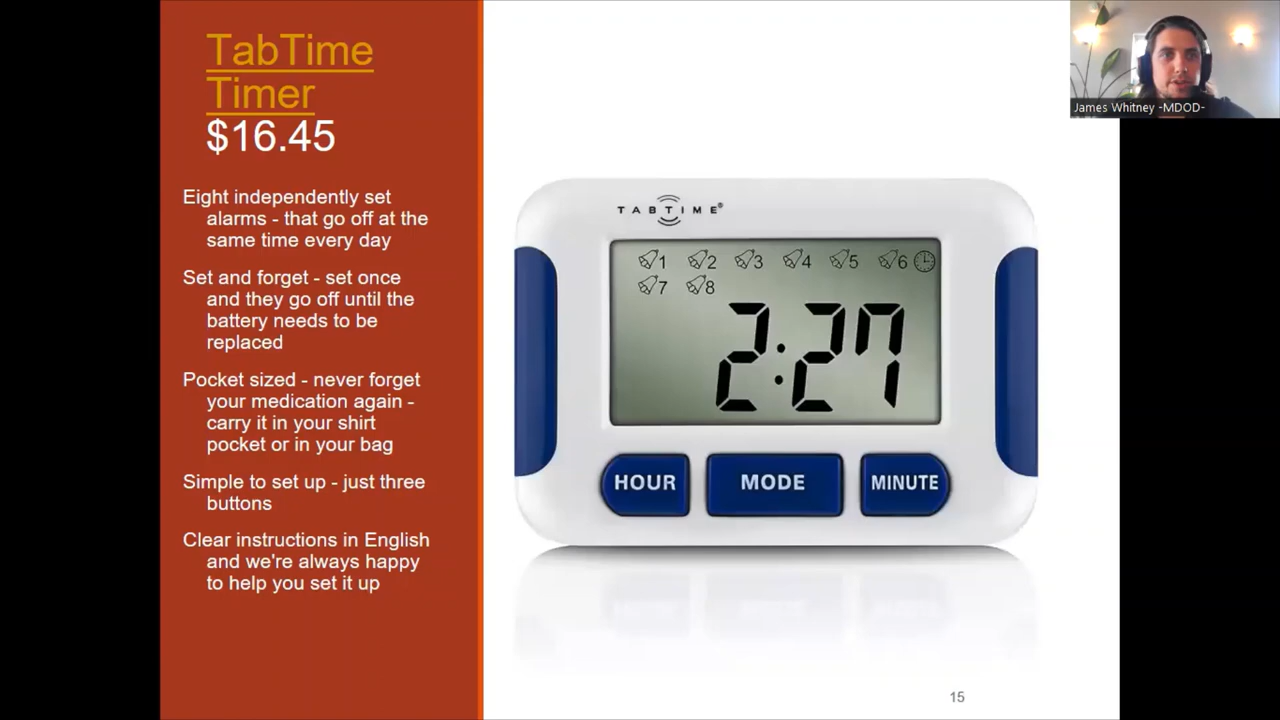 TabTime
Timer
$16.45
Eight independently set
alarms - that go off at the
same time every day
Set and forget - set once
and they go off until the
battery needs to be
replaced
Pocket sized - never forget
your medication again -
carry it in your shirt
pocket or in your bag
Simple to set up - just three
buttons
Clear instructions in English
and we're always happy
to help you set it up
TABTIME®
1 2 3 4 5 6
7 8
2:27
HOUR MODE MINUTE
15
James Whitney -MDOD-